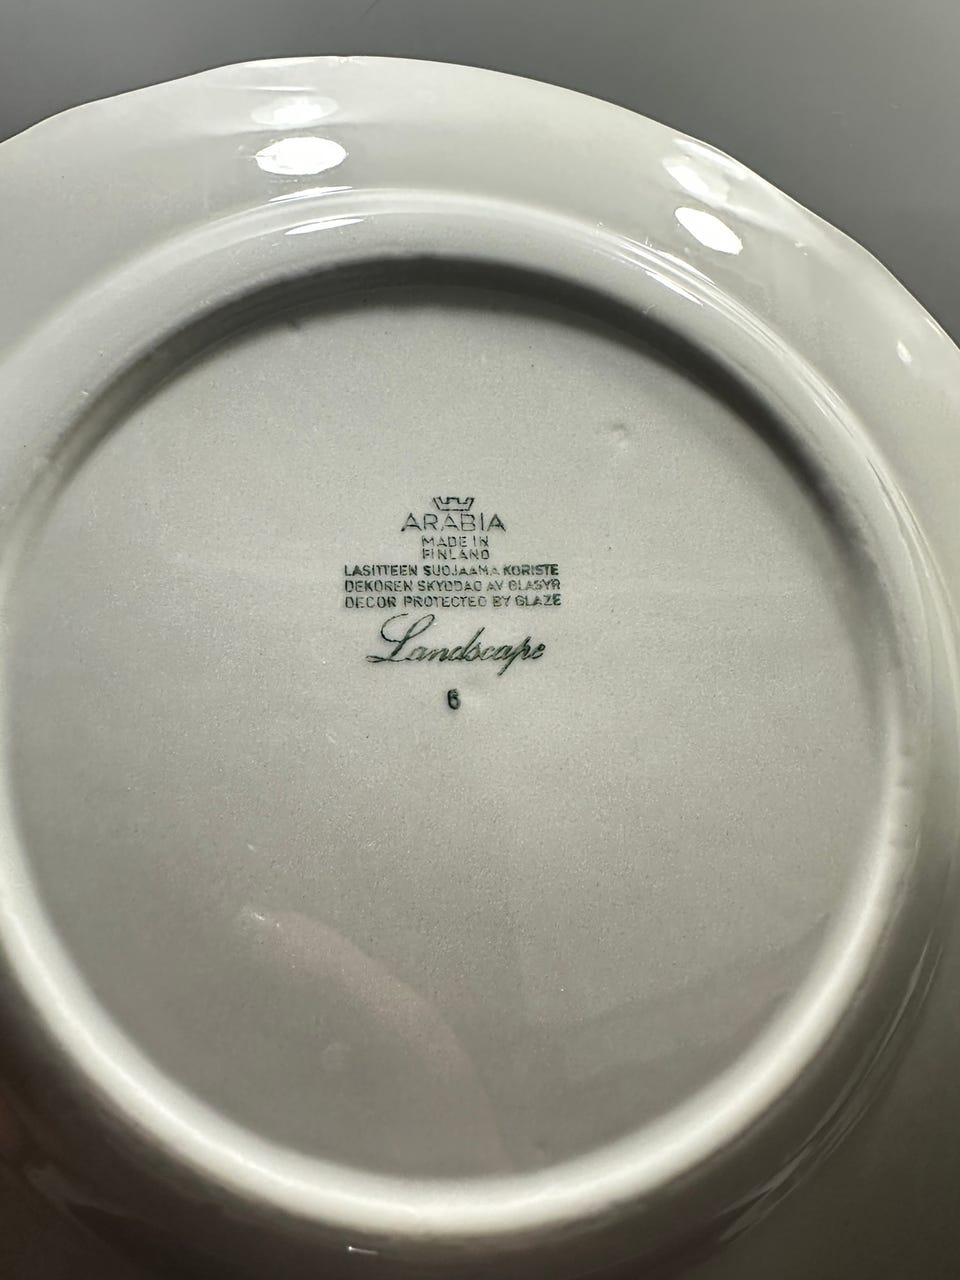 ARABIA
MADE IN
FINLAND
LASITTEEN SUOJAAMA KORISTE
DEKOREN SKYDDAD AV GLASYR
DECOR PROTECTED BY GLAZE
Landscape
6